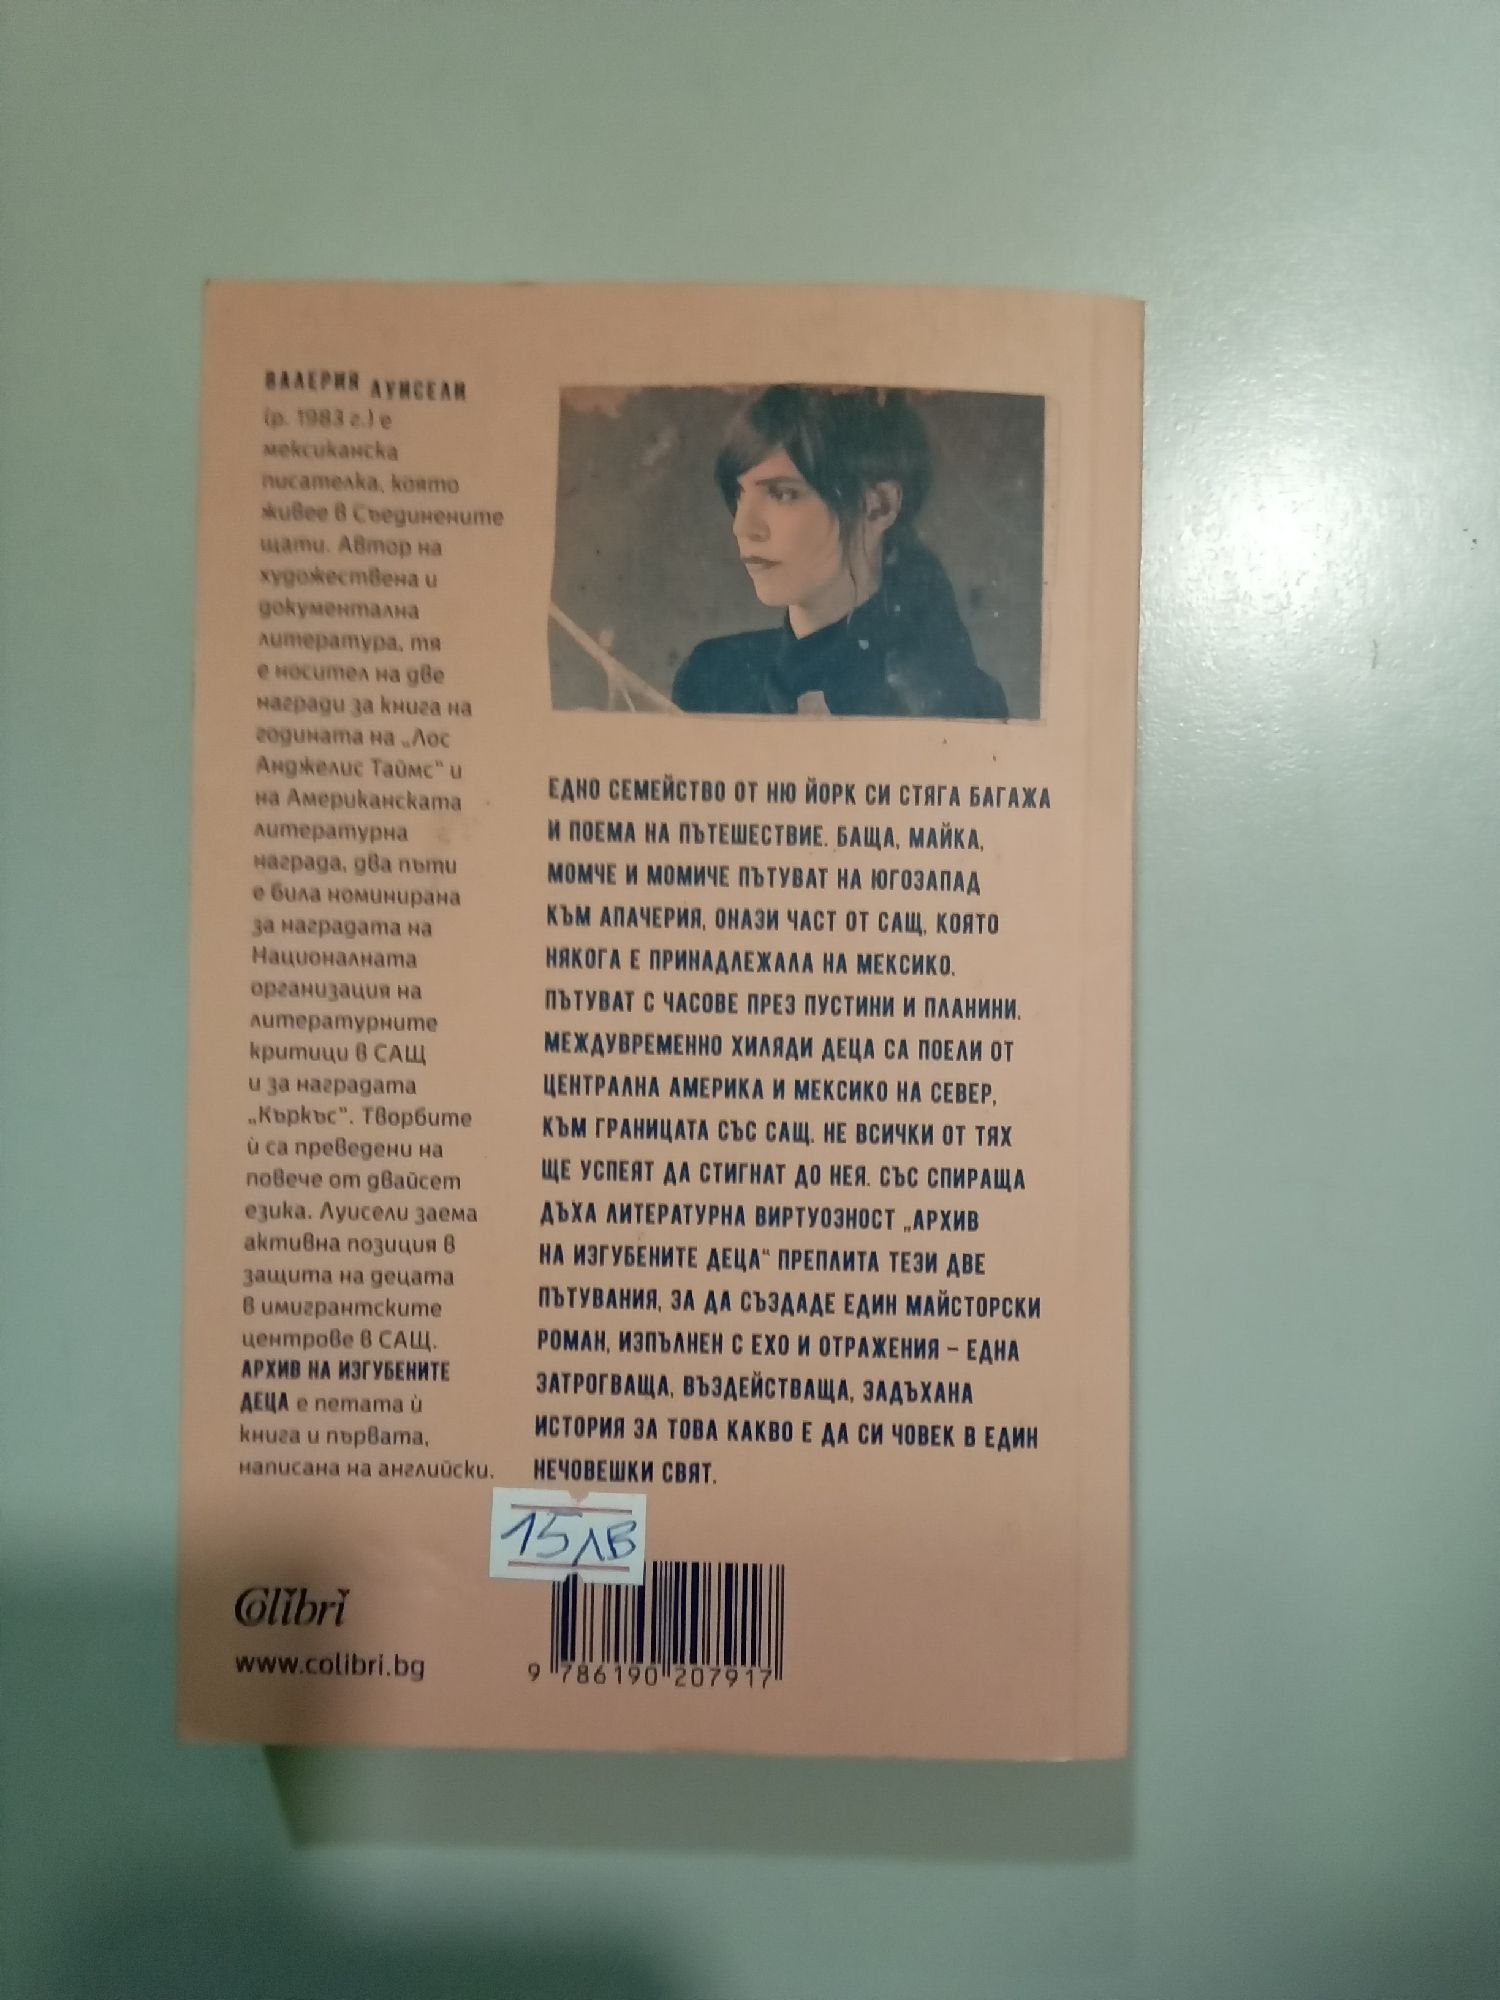 ВАЛЕРИЯ ЛУИСЕЛИ
(р. 1983 г.) е
мексиканска
писателка, която
живее в Съединените
щати. Автор на
художествена и
документална
литература, тя
е носител на две
награди за книга на
годината на „Лос
Анджелис Таймс“ и
на Американската
литературна
награда, два пъти
е била номинирана
за наградата на
Националната
организация на
литературните
критици в САЩ
и за наградата
„Къркъс“. Творбите
ѝ са преведени на
повече от двайсет
езика. Луисели заема
активна позиция в
защита на децата
в имигрантските
центрове в САЩ.
АРХИВ НА ИЗГУБЕНИТЕ
ДЕЦА е петата ѝ
книга и първата,
написана на английски.
ЕДНО СЕМЕЙСТВО ОТ НЮ ЙОРК СИ СТЯГА БАГАЖА
И ПОЕМА НА ПЪТЕШЕСТВИЕ. БАЩА, МАЙКА,
МОМЧЕ И МОМИЧЕ ПЪТУВАТ НА ЮГОЗАПАД
КЪМ АПАЧЕРИЯ, ОНАЗИ ЧАСТ ОТ САЩ, КОЯТО
НЯКОГА Е ПРИНАДЛЕЖАЛА НА МЕКСИКО.
ПЪТУВАТ С ЧАСОВЕ ПРЕЗ ПУСТИНИ И ПЛАНИНИ.
МЕЖДУВРЕМЕННО ХИЛЯДИ ДЕЦА СА ПОЕЛИ ОТ
ЦЕНТРАЛНА АМЕРИКА И МЕКСИКО НА СЕВЕР,
КЪМ ГРАНИЦАТА СЪС САЩ. НЕ ВСИЧКИ ОТ ТЯХ
ЩЕ УСПЕЯТ ДА СТИГНАТ ДО НЕЯ. СЪС СПИРАЩА
ДЪХА ЛИТЕРАТУРНА ВИРТУОЗНОСТ „АРХИВ
НА ИЗГУБЕНИТЕ ДЕЦА“ ПРЕПЛИТА ТЕЗИ ДВЕ
ПЪТУВАНИЯ, ЗА ДА СЪЗДАДЕ ЕДИН МАЙСТОРСКИ
РОМАН, ИЗПЪЛНЕН С ЕХО И ОТРАЖЕНИЯ – ЕДНА
ЗАТРОГВАЩА, ВЪЗДЕЙСТВАЩА, ЗАДЪХАНА
ИСТОРИЯ ЗА ТОВА КАКВО Е ДА СИ ЧОВЕК В ЕДИН
НЕЧОВЕШКИ СВЯТ.
15лв
Colibri
www.colibri.bg
9 786190 207917